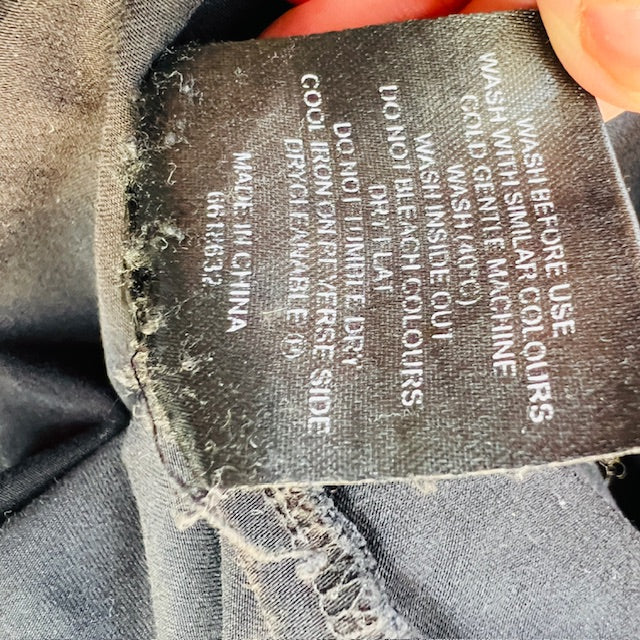 WASH BEFORE USE
WASH WITH SIMILAR COLOURS
COLD GENTLE MACHINE
WASH (40°C)
WASH INSIDE OUT
DO NOT BLEACH COLOURS
DRY FLAT
DO NOT TUMBLE DRY
COOL IRON ON REVERSE SIDE
DRYCLEANABLE (P)
MADE IN CHINA